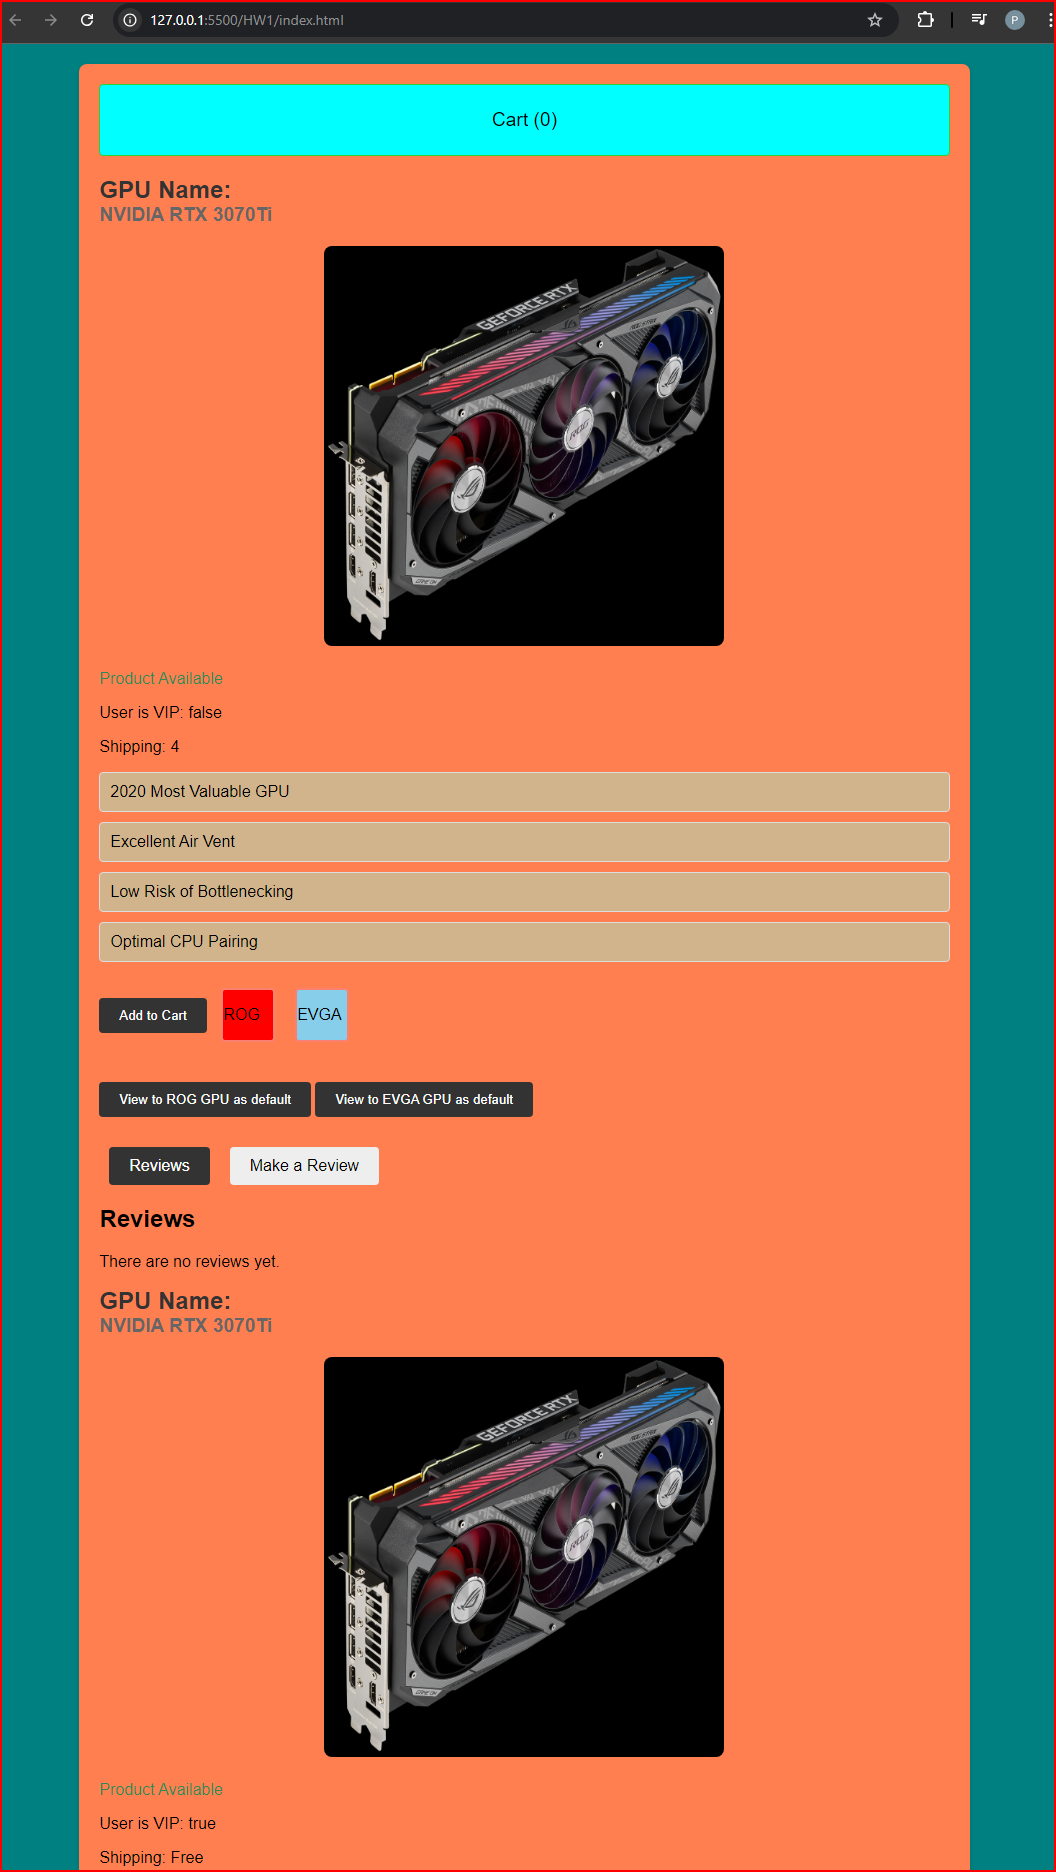 127.0.0.1:5500/HW1/index.html
P
Cart (0)
GPU Name:
NVIDIA RTX 3070Ti
GEFORCE RTX
ROG
Product Available
User is VIP: false
Shipping: 4
2020 Most Valuable GPU
Excellent Air Vent
Low Risk of Bottlenecking
Optimal CPU Pairing
Add to Cart
ROG
EVGA
View to ROG GPU as default
View to EVGA GPU as default
Reviews
Make a Review
Reviews
There are no reviews yet.
GPU Name:
NVIDIA RTX 3070Ti
GEFORCE RTX
ROG
Product Available
User is VIP: true
Shipping: Free